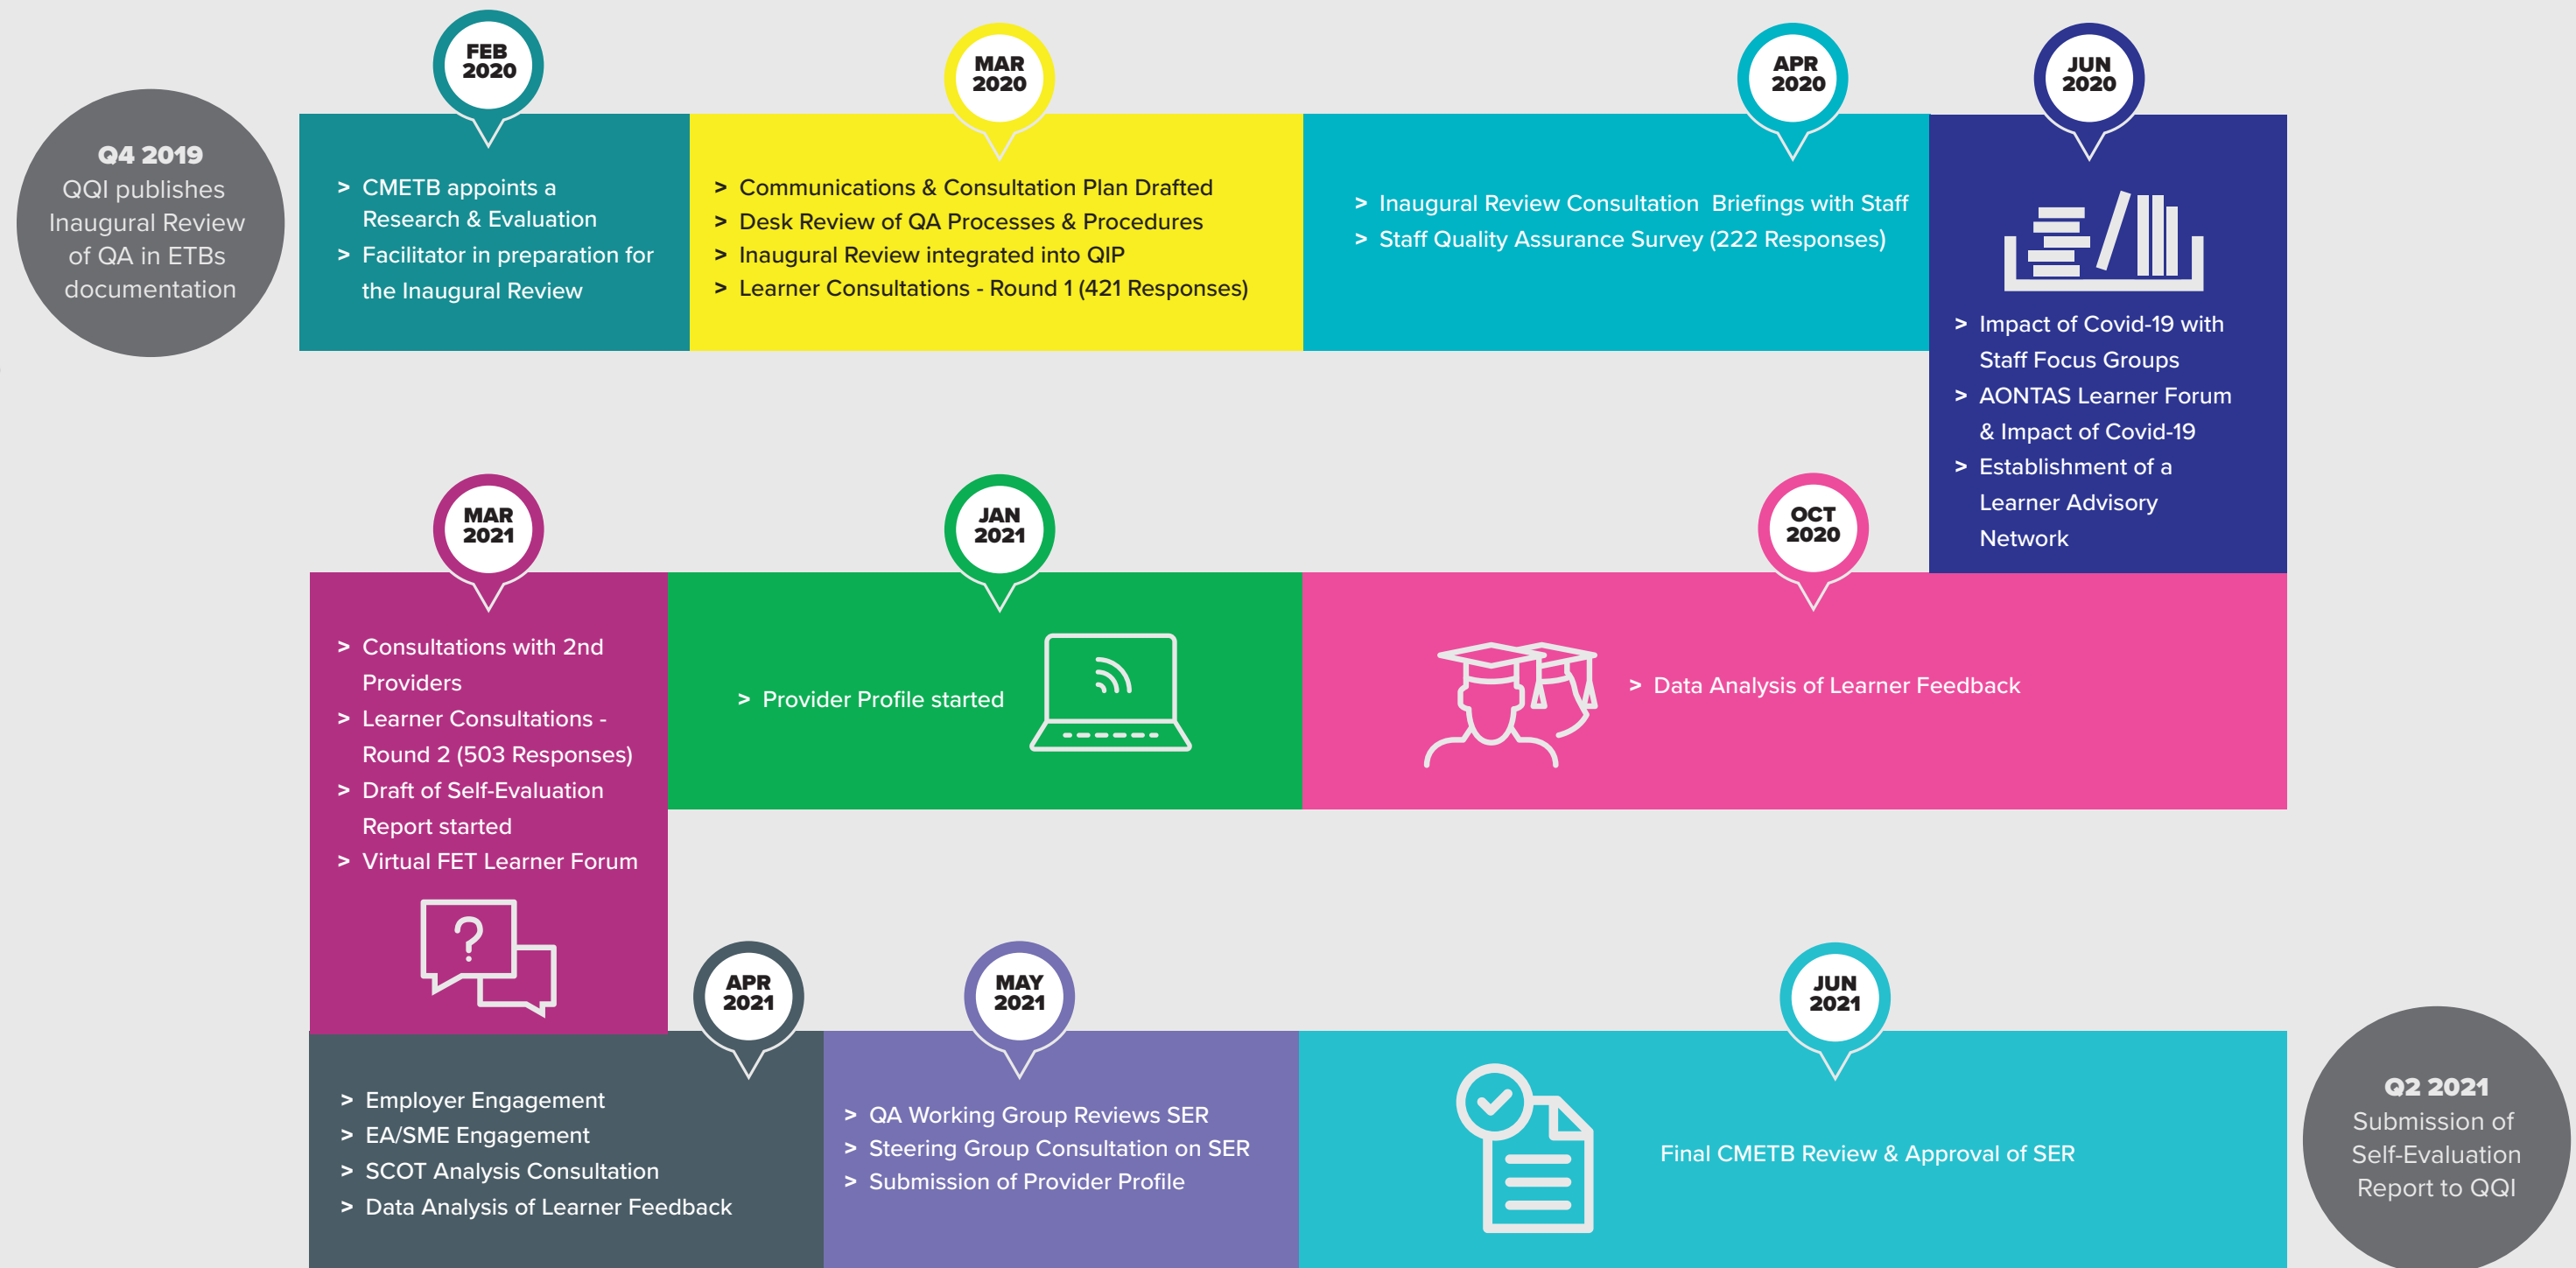 Q4 2019
QQI publishes
Inaugural Review
of QA in ETBs
documentation
FEB
2020
> CMETB appoints a
Research & Evaluation
> Facilitator in preparation for
the Inaugural Review
MAR
2020
> Communications & Consultation Plan Drafted
> Desk Review of QA Processes & Procedures
> Inaugural Review integrated into QIP
> Learner Consultations - Round 1 (421 Responses)
APR
2020
> Inaugural Review Consultation Briefings with Staff
> Staff Quality Assurance Survey (222 Responses)
JUN
2020
> Impact of Covid-19 with
Staff Focus Groups
> AONTAS Learner Forum
& Impact of Covid-19
> Establishment of a
Learner Advisory
Network
OCT
2020
> Data Analysis of Learner Feedback
JAN
2021
> Provider Profile started
MAR
2021
> Consultations with 2nd
Providers
> Learner Consultations -
Round 2 (503 Responses)
> Draft of Self-Evaluation
Report started
> Virtual FET Learner Forum
?
APR
2021
> Employer Engagement
> EA/SME Engagement
> SCOT Analysis Consultation
> Data Analysis of Learner Feedback
MAY
2021
> QA Working Group Reviews SER
> Steering Group Consultation on SER
> Submission of Provider Profile
JUN
2021
Final CMETB Review & Approval of SER
Q2 2021
Submission of
Self-Evaluation
Report to QQI